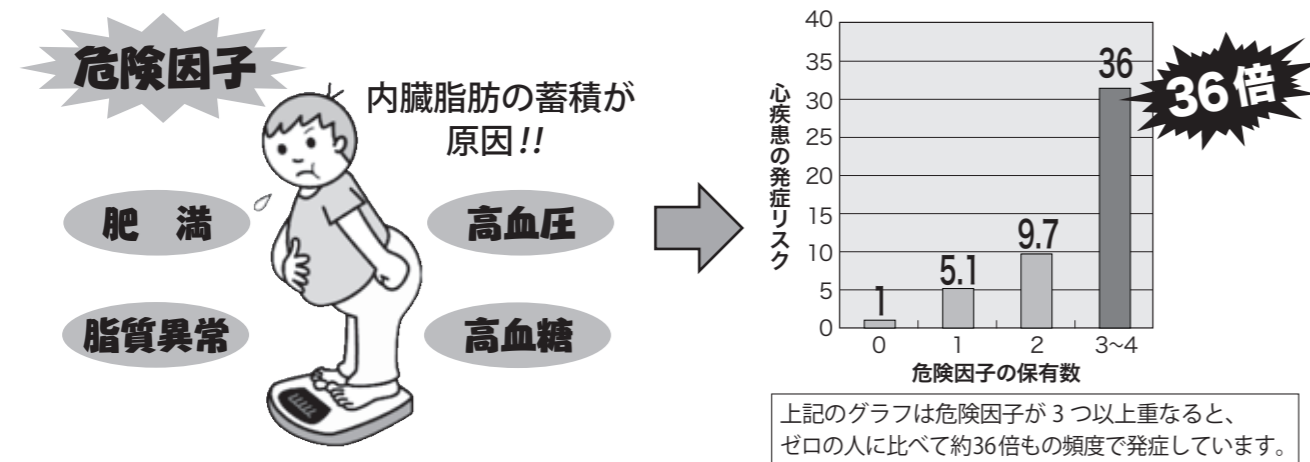 危険因子
内臓脂肪の蓄積が
原因!!
肥 満
高血圧
脂質異常
高血糖
心疾患の発症リスク
40
35
30
25
20
15
10
5
0
1
5.1
9.7
36
36倍
0 1 2 3~4
危険因子の保有数
上記のグラフは危険因子が3つ以上重なると、
ゼロの人に比べて約36倍もの頻度で発症しています。